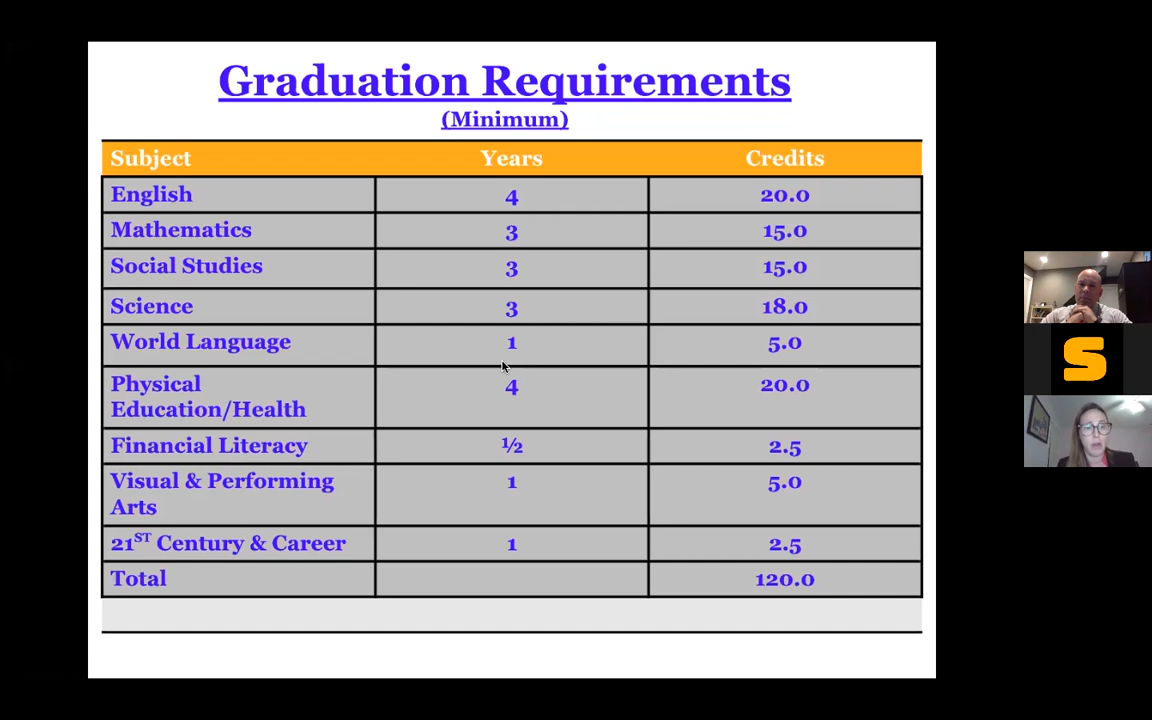 Graduation Requirements
(Minimum)
Subject Years Credits
English 4 20.0
Mathematics 3 15.0
Social Studies 3 15.0
Science 3 18.0
World Language 1 5.0
Physical 4 20.0
Education/Health
Financial Literacy ½ 2.5
Visual & Performing 1 5.0
Arts
21ST Century & Career 1 2.5
Total 120.0
S